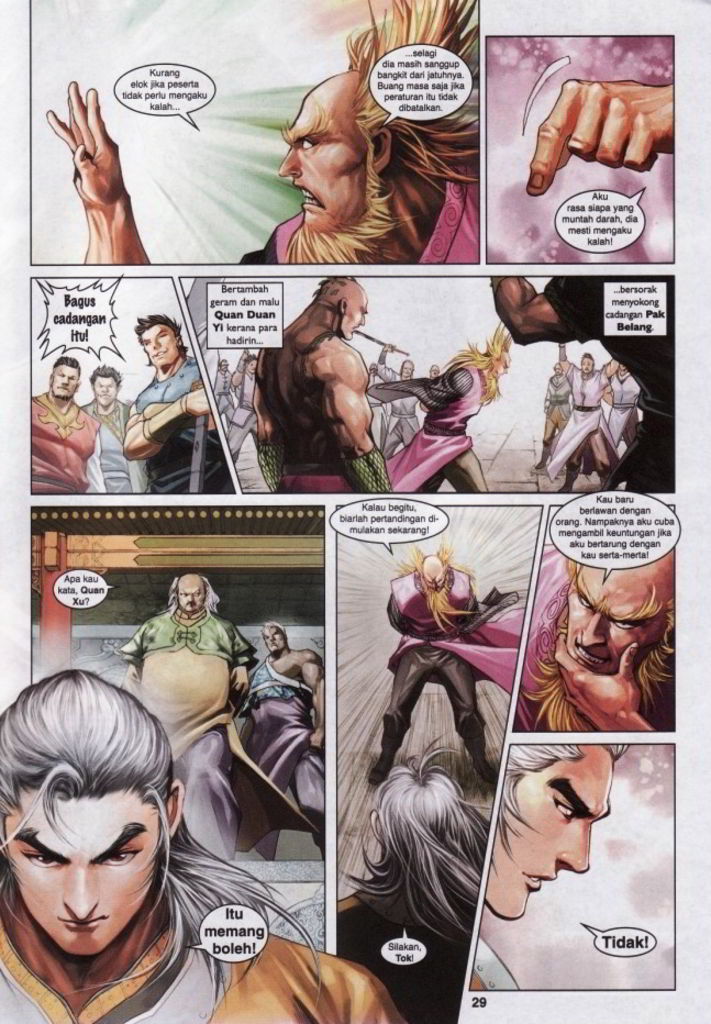 Kurang
elok jika peserta
tidak perlu mengaku
kalah...
...selagi
dia masih sanggup
bangkit dari jatuhnya.
Buang masa saja jika
peraturan itu tidak
dibatalkan.
Aku
rasa siapa yang
muntah darah, dia
mesti mengaku
kalah!
Bagus
cadangan
itu!
Bertambah
geram dan malu
Quan Duan
Yi kerana para
hadirin...
...bersorak
menyokong
cadangan Pak
Belang.
Apa kau
kata, Quan
Xu?
Itu
memang
boleh!
Kalau begitu,
biarlah pertandingan di-
mulakan sekarang!
Silakan,
Tok!
Kau baru
berlawan dengan
orang. Nampaknya aku cuba
mengambil keuntungan jika
aku bertarung dengan
kau serta-merta!
Tidak!
29